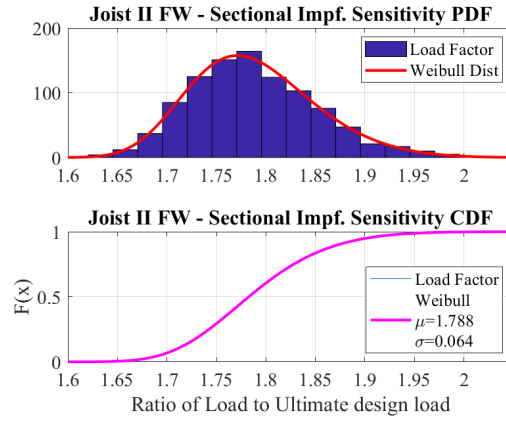 Joist II FW - Sectional Impf. Sensitivity PDF
200
100
0
Load Factor
Weibull Dist
1.6 1.65 1.7 1.75 1.8 1.85 1.9 1.95 2
Joist II FW - Sectional Impf. Sensitivity CDF
1
0.5
0
F(x)
Load Factor
Weibull
μ=1.788
σ=0.064
1.6 1.65 1.7 1.75 1.8 1.85 1.9 1.95 2
Ratio of Load to Ultimate design load